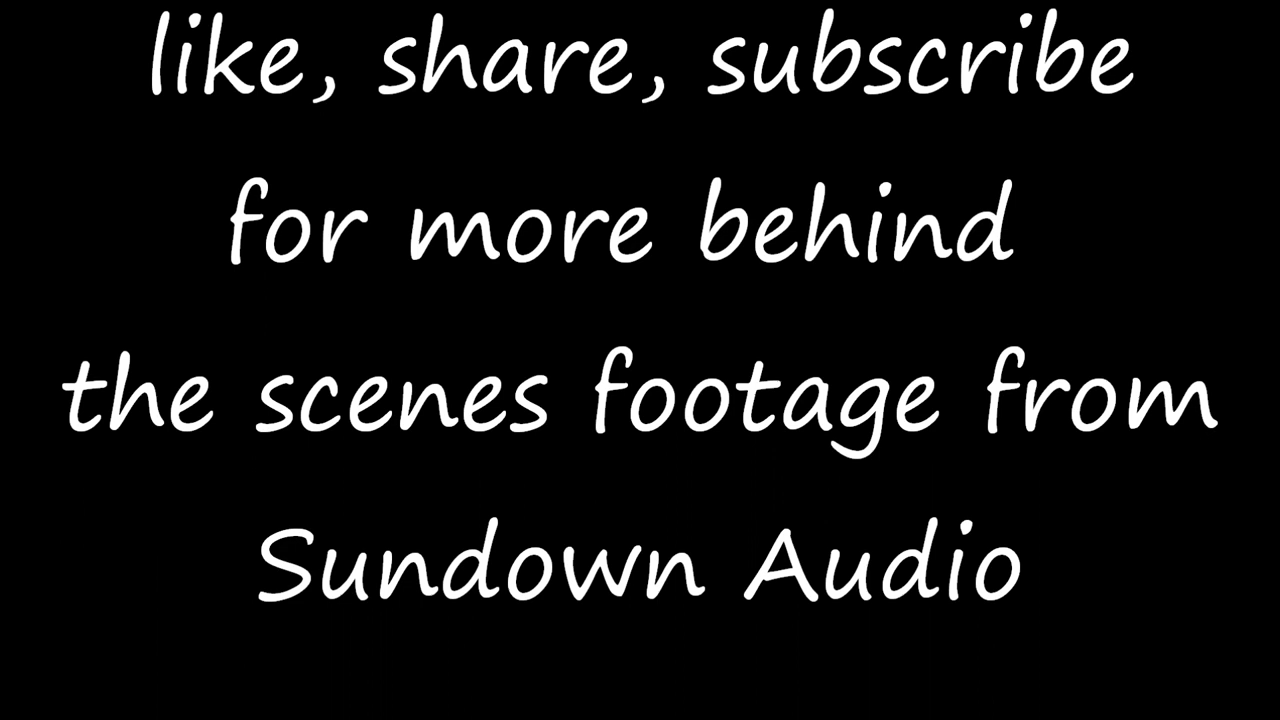 like, share, subscribe
for more behind
the scenes footage from
Sundown Audio